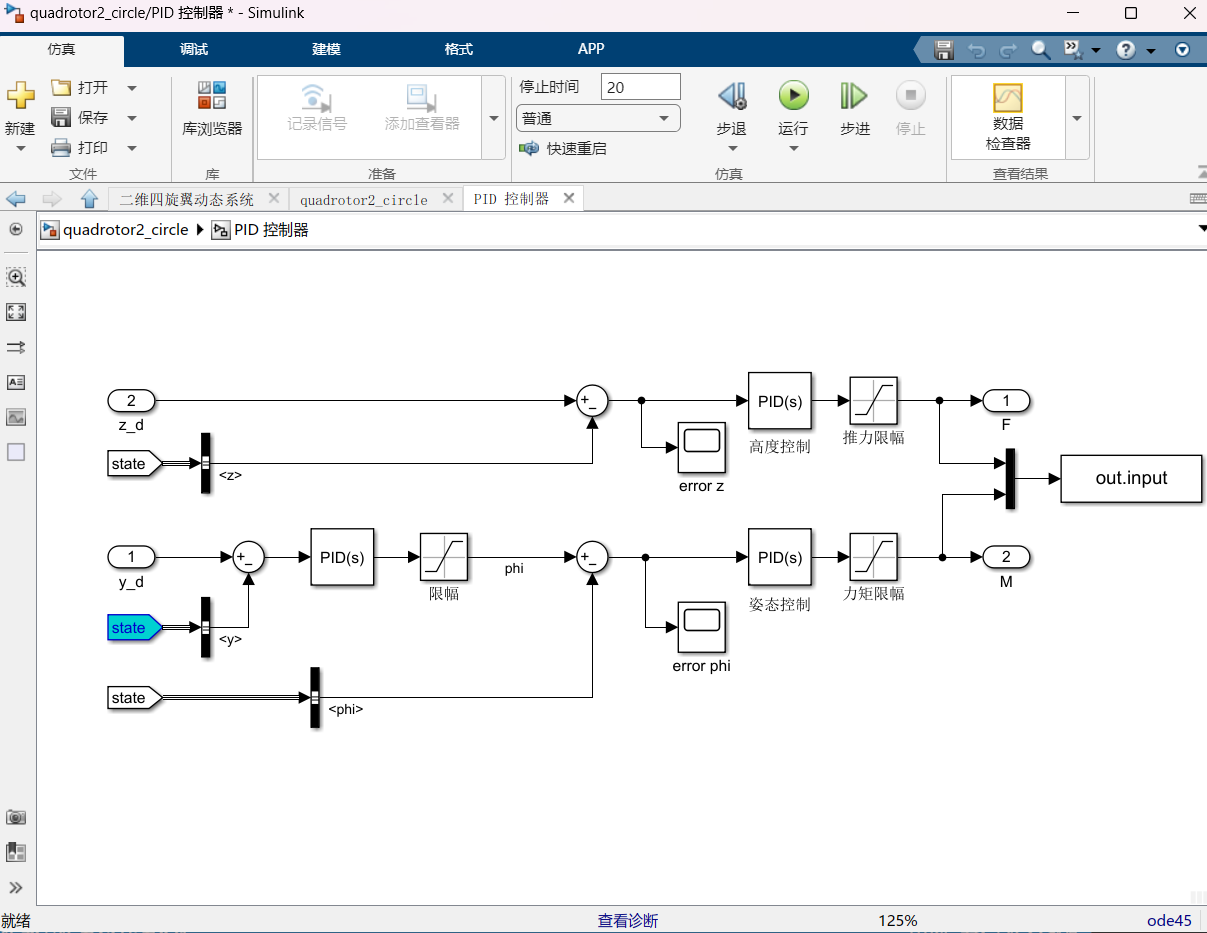 quadrotor2_circle/PID 控制器 * - Simulink
仿真 调试 建模 格式 APP
新建
打开
保存
打印
文件
库浏览器
库
记录信号
添加查看器
准备
停止时间 20
普通
快速重启
步退
运行
步进
停止
仿真
数据
检查器
查看结果
二维四旋翼动态系统
quadrotor2_circle
PID 控制器
quadrotor2_circle
PID 控制器
2
z_d
+
_
PID(s)
高度控制
推力限幅
1
F
state
<z>
error z
out.input
1
y_d
+
_
PID(s)
限幅
phi
+
_
PID(s)
姿态控制
力矩限幅
2
M
state
<y>
error phi
state
<phi>
就绪
查看诊断
125%
ode45